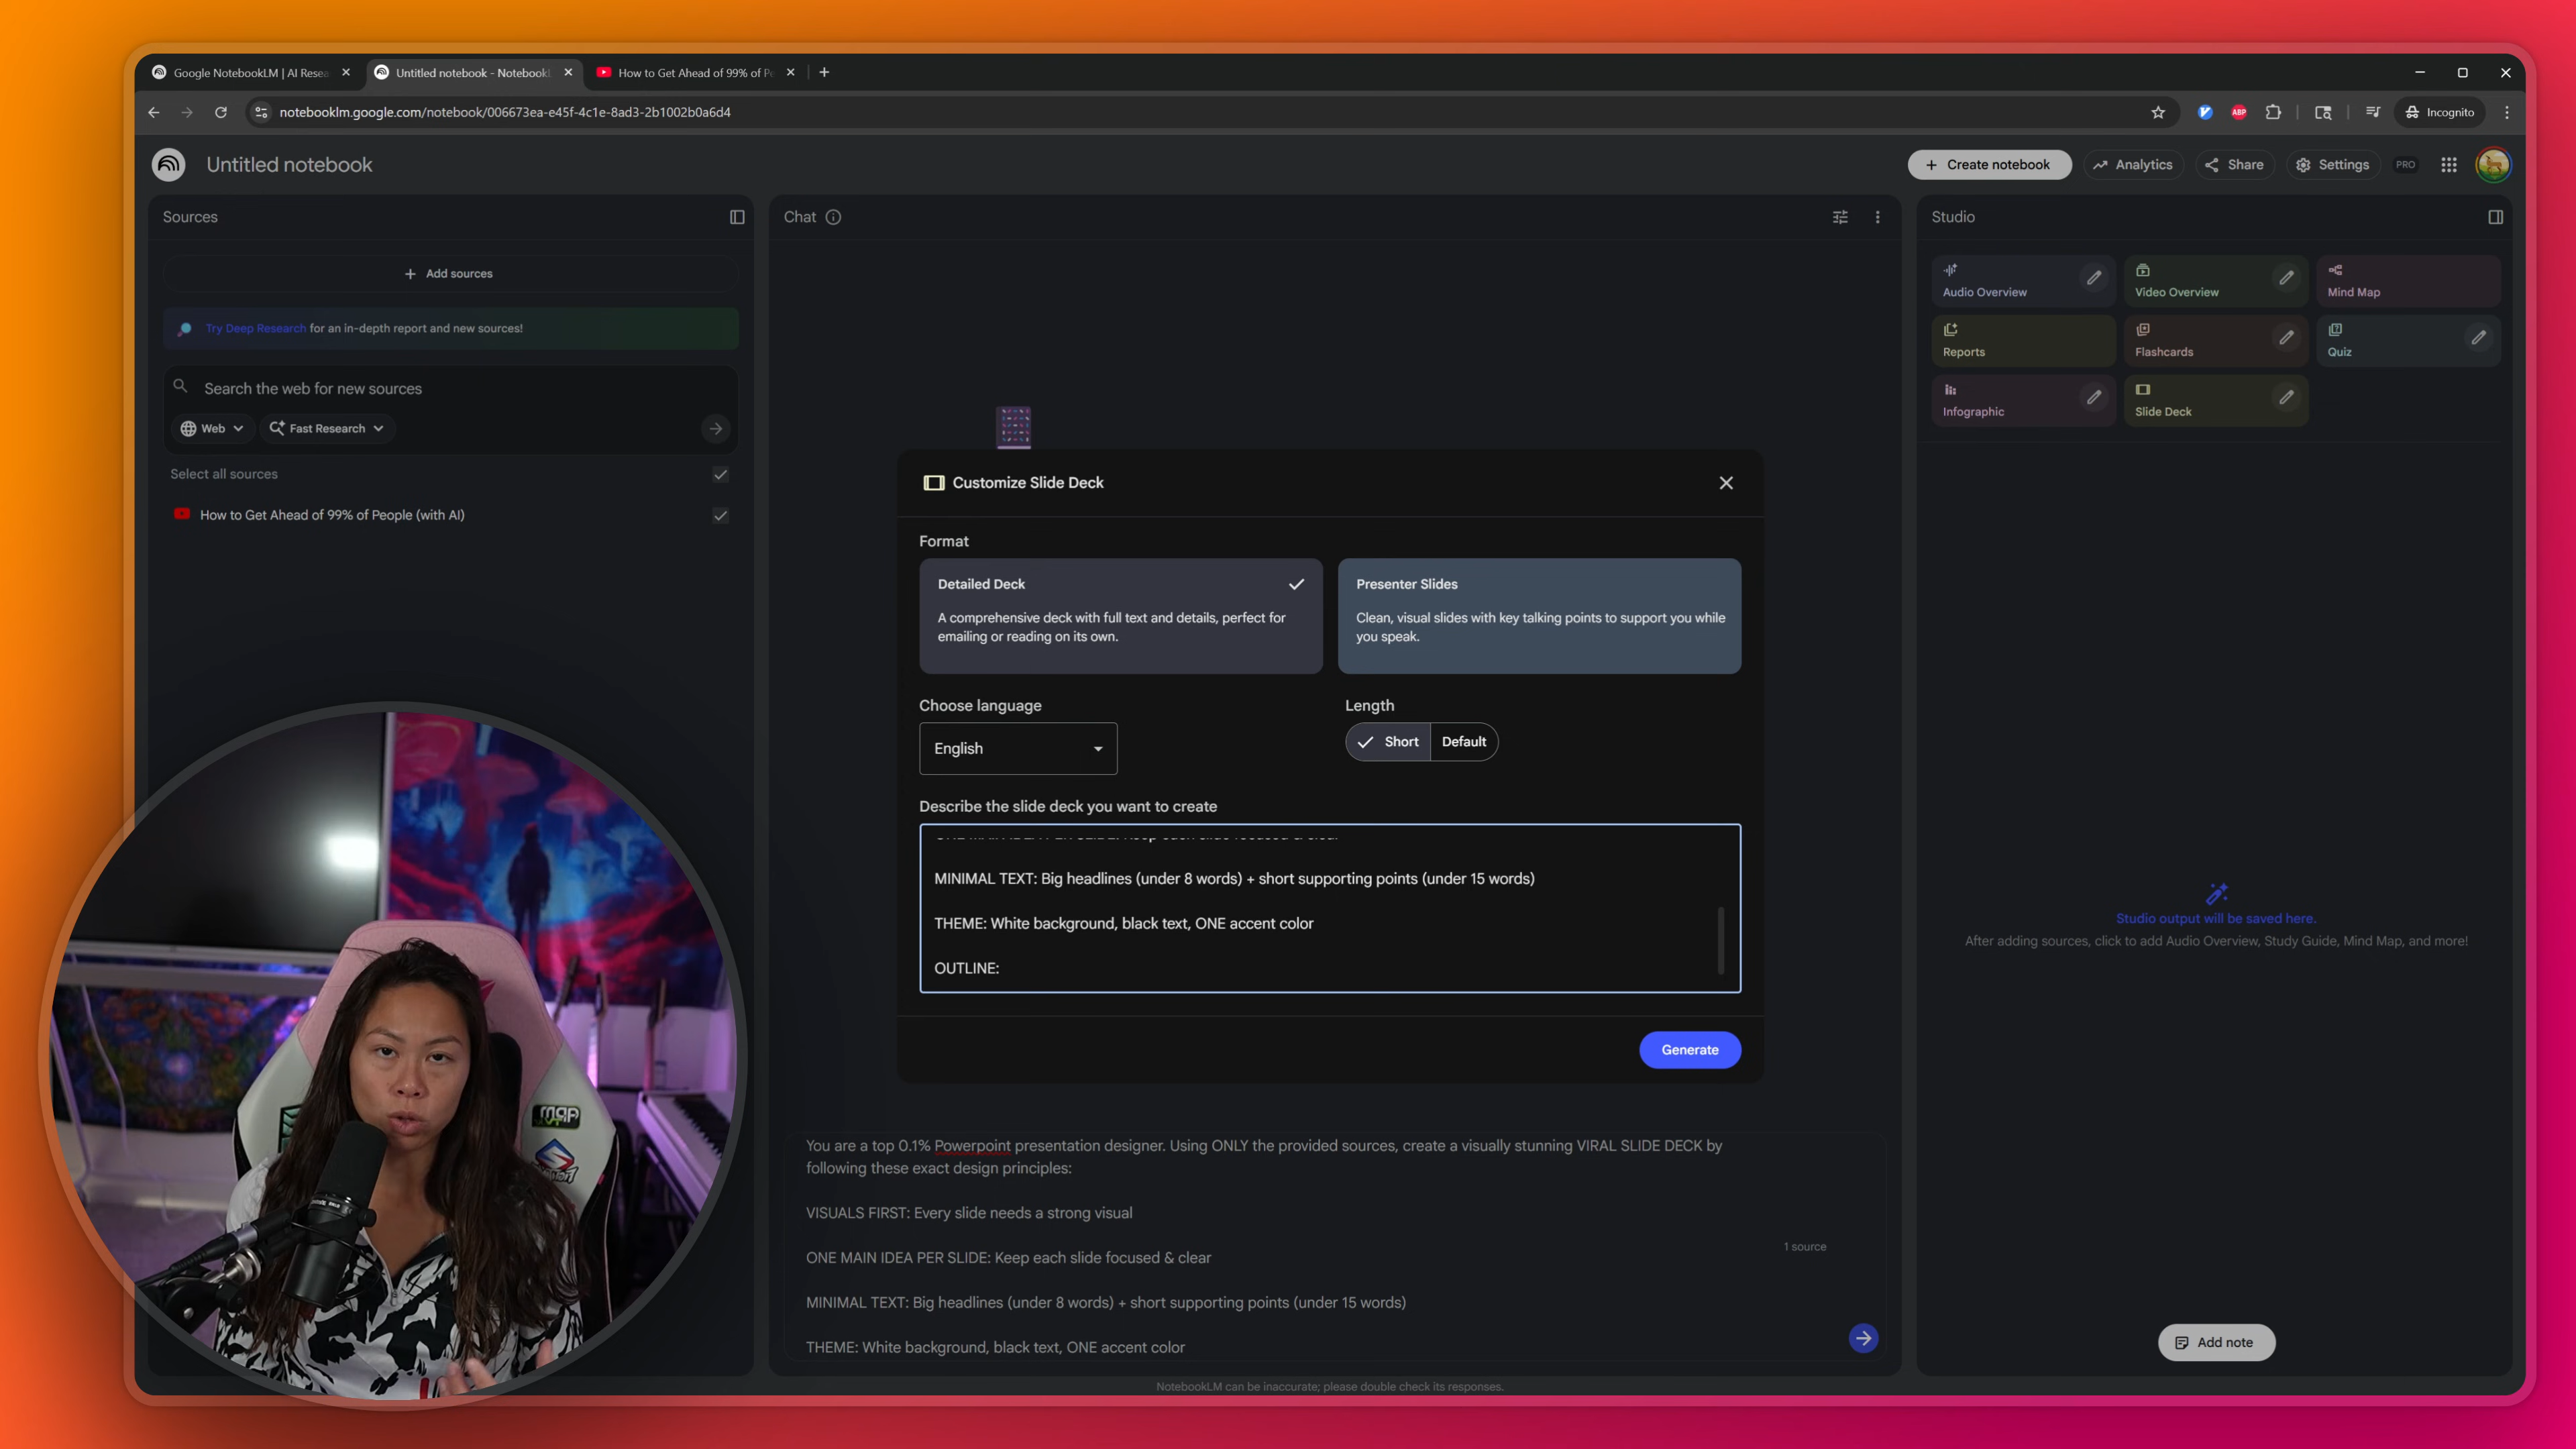 Google NotebookLM | AI Resea
Untitled notebook - NotebookL
How to Get Ahead of 99% of Pe
notebooklm.google.com/notebook/006673ea-e45f-4c1e-8ad3-2b1002b0a6d4
ABP
Incognito
Untitled notebook
Create notebook
Analytics
Share
Settings
PRO
Sources
Add sources
Try Deep Research for an in-depth report and new sources!
Search the web for new sources
Web
Fast Research
Select all sources
How to Get Ahead of 99% of People (with AI)
Chat
Customize Slide Deck
Format
Detailed Deck
A comprehensive deck with full text and details, perfect for
emailing or reading on its own.
Presenter Slides
Clean, visual slides with key talking points to support you while
you speak.
Choose language
English
Length
Short
Default
Describe the slide deck you want to create
MINIMAL TEXT: Big headlines (under 8 words) + short supporting points (under 15 words)
THEME: White background, black text, ONE accent color
OUTLINE:
Generate
You are a top 0.1% Powerpoint presentation designer. Using ONLY the provided sources, create a visually stunning VIRAL SLIDE DECK by
following these exact design principles:
VISUALS FIRST: Every slide needs a strong visual
ONE MAIN IDEA PER SLIDE: Keep each slide focused & clear
1 source
MINIMAL TEXT: Big headlines (under 8 words) + short supporting points (under 15 words)
THEME: White background, black text, ONE accent color
NotebookLM can be inaccurate; please double check its responses.
Studio
Audio Overview
Video Overview
Mind Map
Reports
Flashcards
Quiz
Infographic
Slide Deck
Studio output will be saved here.
After adding sources, click to add Audio Overview, Study Guide, Mind Map, and more!
Add note